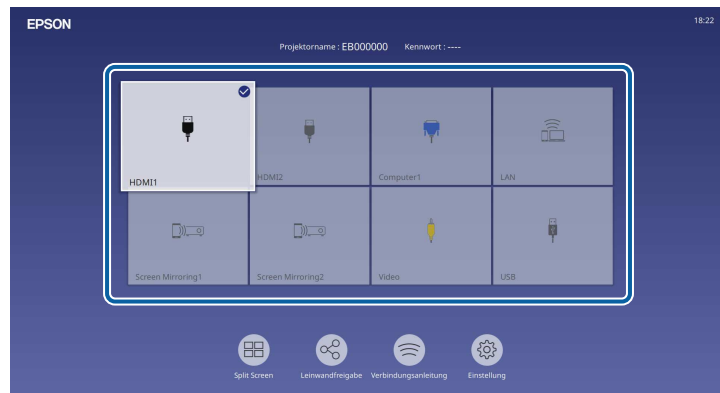 EPSON
18:22
Projektorname : EB000000 Kennwort : ----
HDMI1
HDMI2
Computer1
LAN
Screen Mirroring1
Screen Mirroring2
Video
USB
Split Screen
Leinwandfreigabe
Verbindungsanleitung
Einstellung